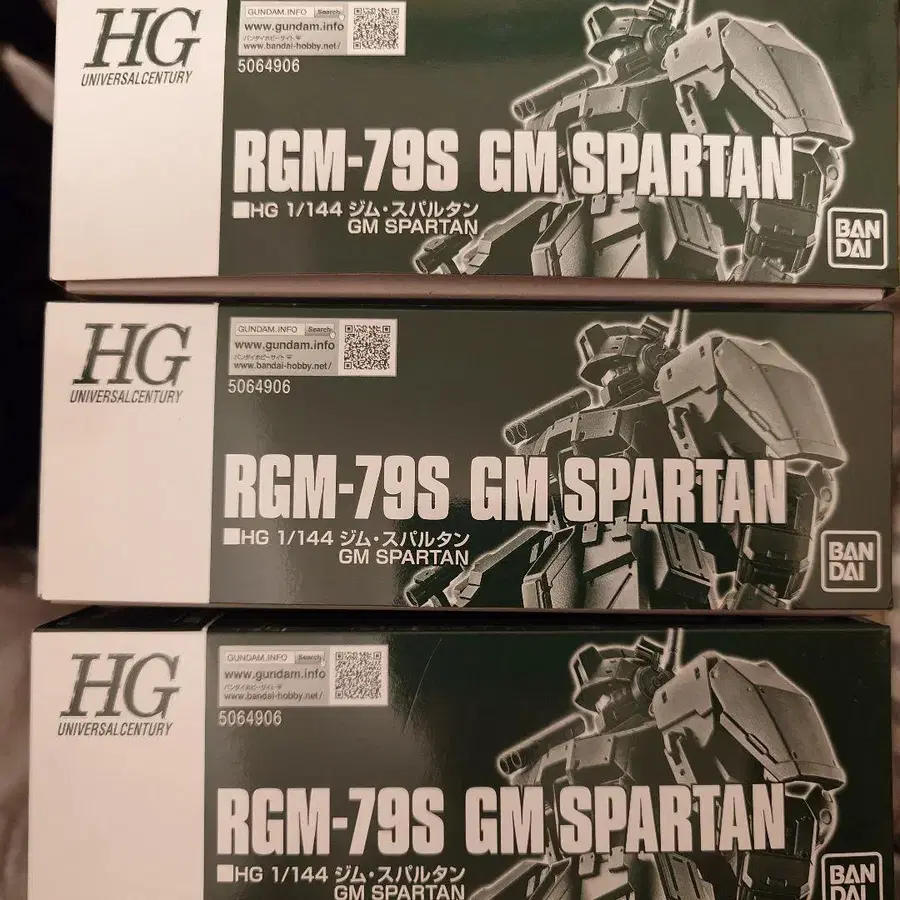 HG
UNIVERSAL CENTURY
GUNDAM.INFO Search
www.gundam.info
バンダイホビーサイト
www.bandai-hobby.net/
5064906
RGM-79S GM SPARTAN
■HG 1/144 ジム・スパルタン
GM SPARTAN
BAN
DAI
HG
UNIVERSAL CENTURY
GUNDAM.INFO Search
www.gundam.info
バンダイホビーサイト
www.bandai-hobby.net/
5064906
RGM-79S GM SPARTAN
■HG 1/144 ジム・スパルタン
GM SPARTAN
BAN
DAI
HG
UNIVERSAL CENTURY
GUNDAM.INFO Search
www.gundam.info
バンダイホビーサイト
www.bandai-hobby.net/
5064906
RGM-79S GM SPARTAN
■HG 1/144 ジム・スパルタン
GM SPARTAN
BAN
DAI